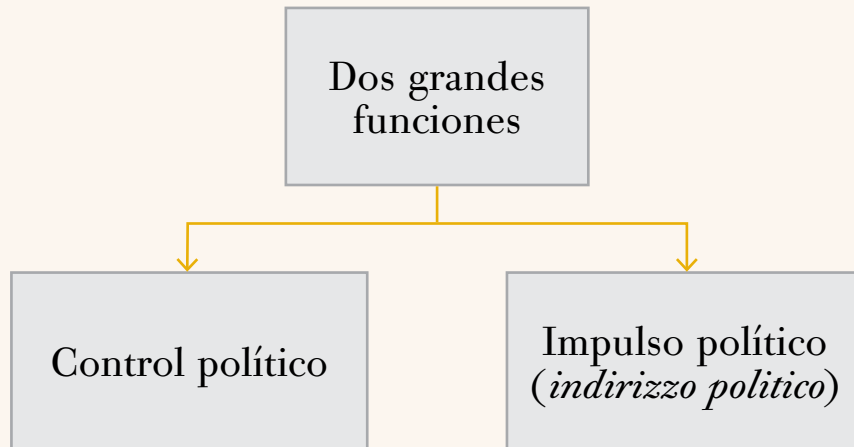 Dos grandes
funciones
Control político
Impulso político
(indirizzo politico)